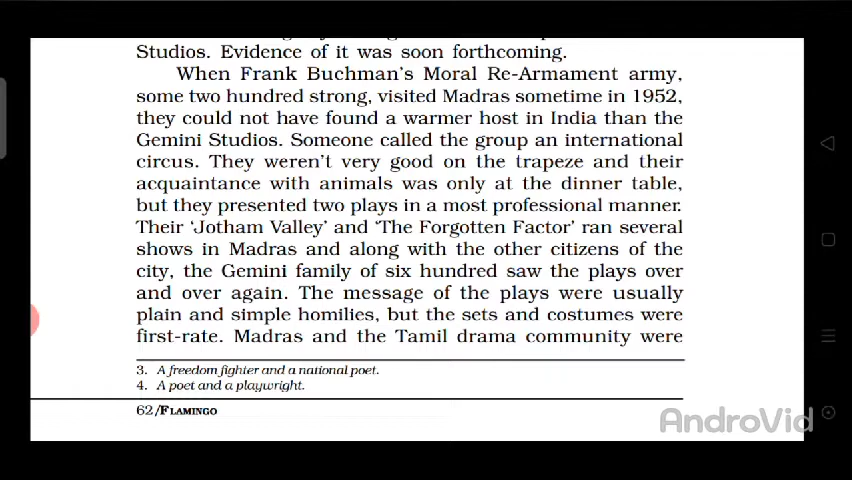 Studios. Evidence of it was soon forthcoming.
When Frank Buchman's Moral Re-Armament army,
some two hundred strong, visited Madras sometime in 1952,
they could not have found a warmer host in India than the
Gemini Studios. Someone called the group an international
circus. They weren't very good on the trapeze and their
acquaintance with animals was only at the dinner table,
but they presented two plays in a most professional manner.
Their 'Jotham Valley' and 'The Forgotten Factor' ran several
shows in Madras and along with the other citizens of the
city, the Gemini family of six hundred saw the plays over
and over again. The message of the plays were usually
plain and simple homilies, but the sets and costumes were
first-rate. Madras and the Tamil drama community were
3. A freedom fighter and a national poet.
4. A poet and a playwright.
62/FLAMINGO
AndroVid